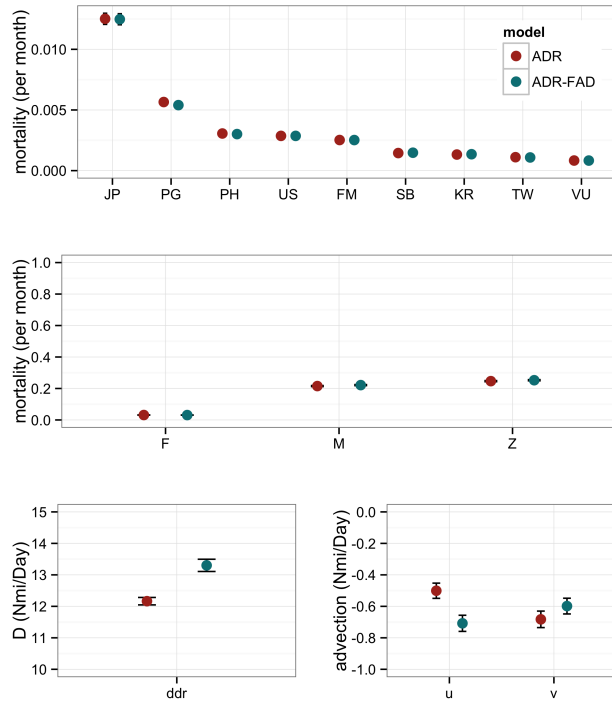 mortality (per month)
0.010
0.005
0.000
model
ADR
ADR-FAD
JP PG PH US FM SB KR TW VU
mortality (per month)
1.0
0.8
0.6
0.4
0.2
0.0
F M Z
D (Nmi/Day)
15
14
13
12
11
10
ddr
advection (Nmi/Day)
0.0
-0.2
-0.4
-0.6
-0.8
-1.0
u v